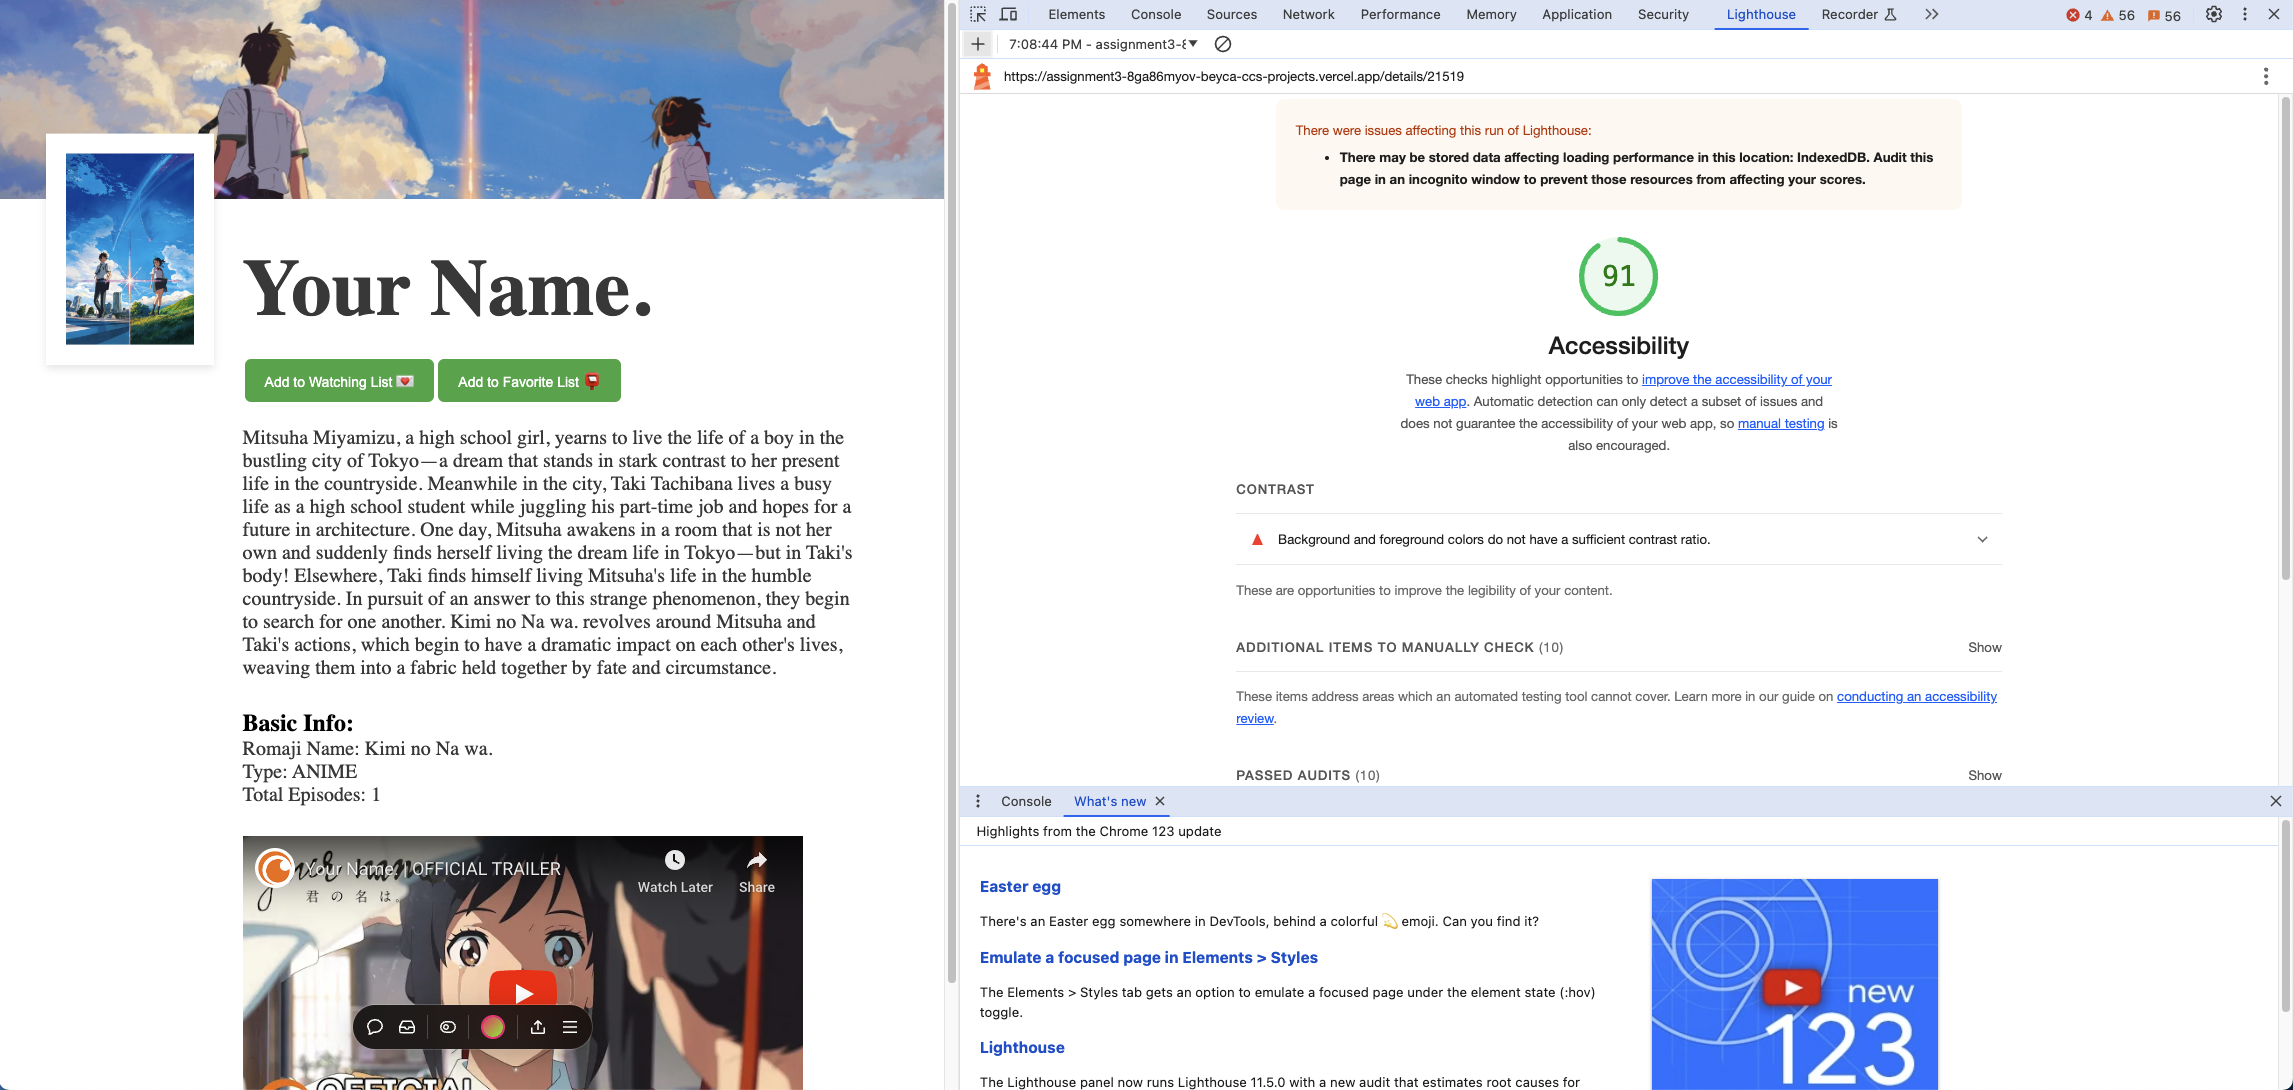 Your Name.
Add to Watching List 💌
Add to Favorite List 📮
Mitsuha Miyamizu, a high school girl, yearns to live the life of a boy in the
bustling city of Tokyo—a dream that stands in stark contrast to her present
life in the countryside. Meanwhile in the city, Taki Tachibana lives a busy
life as a high school student while juggling his part-time job and hopes for a
future in architecture. One day, Mitsuha awakens in a room that is not her
own and suddenly finds herself living the dream life in Tokyo—but in Taki's
body! Elsewhere, Taki finds himself living Mitsuha's life in the humble
countryside. In pursuit of an answer to this strange phenomenon, they begin
to search for one another. Kimi no Na wa. revolves around Mitsuha and
Taki's actions, which begin to have a dramatic impact on each other's lives,
weaving them into a fabric held together by fate and circumstance.
Basic Info:
Romaji Name: Kimi no Na wa.
Type: ANIME
Total Episodes: 1
Your Name. | OFFICIAL TRAILER
君の名は。
Watch Later
Share
OFFICIAL
Elements
Console
Sources
Network
Performance
Memory
Application
Security
Lighthouse
Recorder
4
56
56
7:08:44 PM - assignment3-8
https://assignment3-8ga86myov-beyca-ccs-projects.vercel.app/details/21519
There were issues affecting this run of Lighthouse:
• There may be stored data affecting loading performance in this location: IndexedDB. Audit this
page in an incognito window to prevent those resources from affecting your scores.
91
Accessibility
These checks highlight opportunities to improve the accessibility of your
web app. Automatic detection can only detect a subset of issues and
does not guarantee the accessibility of your web app, so manual testing is
also encouraged.
CONTRAST
Background and foreground colors do not have a sufficient contrast ratio.
These are opportunities to improve the legibility of your content.
ADDITIONAL ITEMS TO MANUALLY CHECK (10)
Show
These items address areas which an automated testing tool cannot cover. Learn more in our guide on conducting an accessibility
review.
PASSED AUDITS (10)
Show
Console
What's new
Highlights from the Chrome 123 update
Easter egg
There's an Easter egg somewhere in DevTools, behind a colorful 💫 emoji. Can you find it?
Emulate a focused page in Elements > Styles
The Elements > Styles tab gets an option to emulate a focused page under the element state (:hov)
toggle.
Lighthouse
The Lighthouse panel now runs Lighthouse 11.5.0 with a new audit that estimates root causes for
new
123